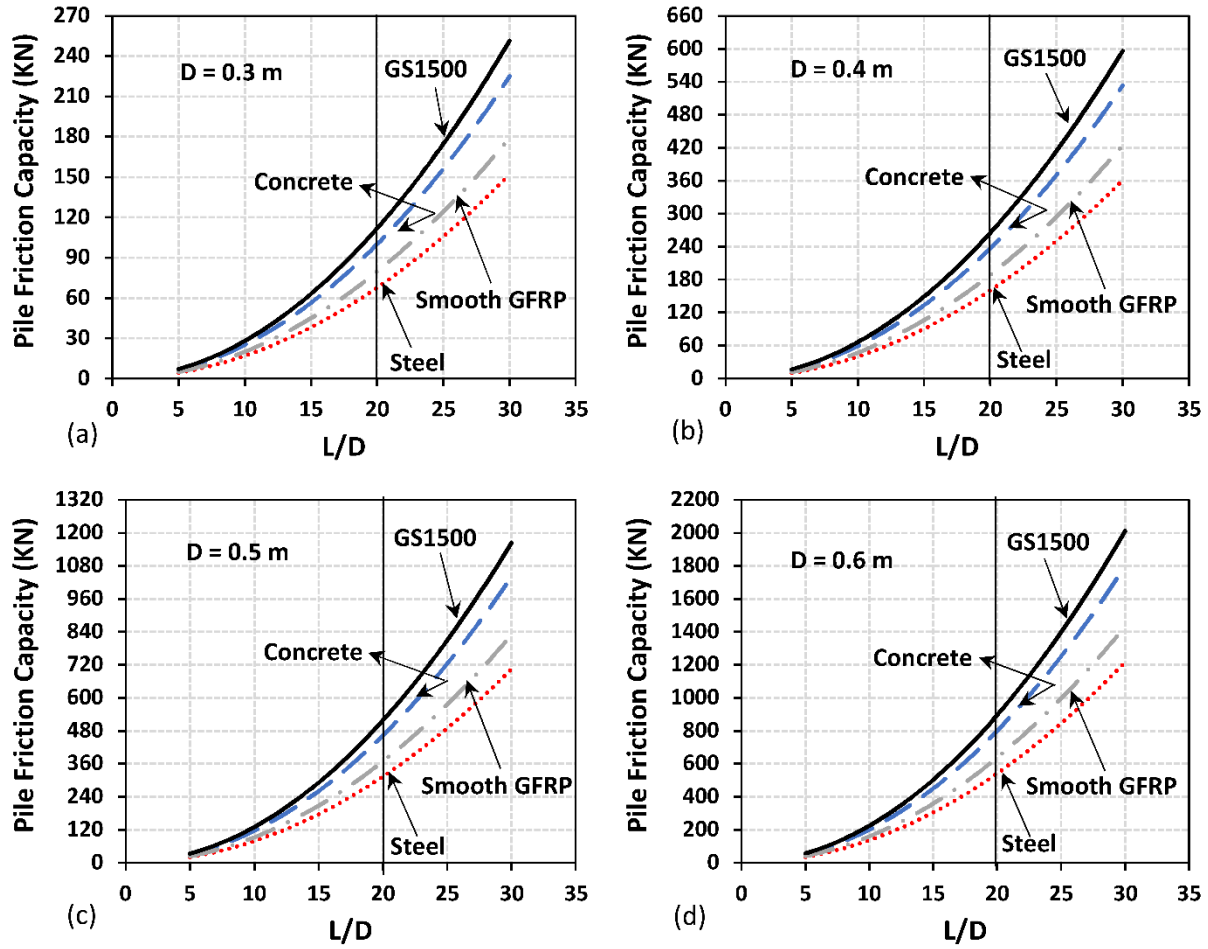 Pile Friction Capacity (KN)
270
240
210
180
150
120
90
60
30
0
D = 0.3 m
GS1500
Concrete
Smooth GFRP
Steel
0 5 10 15 20 25 30 35
(a)
L/D
Pile Friction Capacity (KN)
660
600
540
480
420
360
300
240
180
120
60
0
D = 0.4 m
GS1500
Concrete
Smooth GFRP
Steel
0 5 10 15 20 25 30 35
(b)
L/D
Pile Friction Capacity (KN)
1320
1200
1080
960
840
720
600
480
360
240
120
0
D = 0.5 m
GS1500
Concrete
Smooth GFRP
Steel
0 5 10 15 20 25 30 35
(c)
L/D
Pile Friction Capacity (KN)
2200
2000
1800
1600
1400
1200
1000
800
600
400
200
0
D = 0.6 m
GS1500
Concrete
Smooth GFRP
Steel
0 5 10 15 20 25 30 35
(d)
L/D